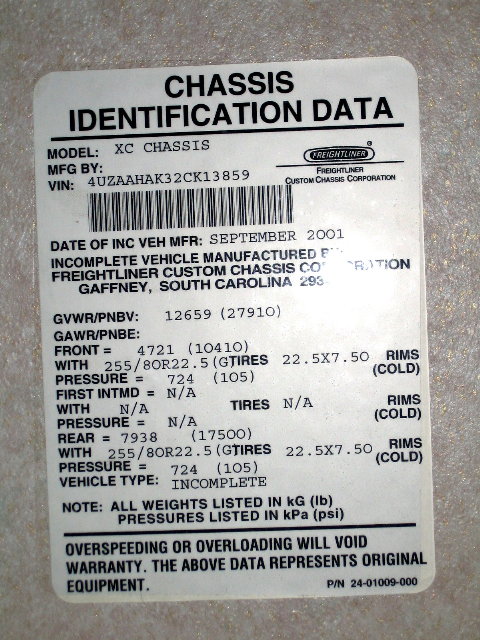 CHASSIS
IDENTIFICATION DATA
MODEL: XC CHASSIS
MFG BY:
FREIGHTLINER
FREIGHTLINER
CUSTOM CHASSIS CORPORATION
VIN: 4UZAAHAK32CK13859
DATE OF INC VEH MFR: SEPTEMBER 2001
INCOMPLETE VEHICLE MANUFACTURED
FREIGHTLINER CUSTOM CHASSIS
GAFFNEY, SOUTH CAROLINA
GVWR/PNBV: 12659 (27910)
GAWR/PNBE:
FRONT = 4721 (10410)
WITH 255/80R22.5(G TIRES 22.5X7.50 RIMS
PRESSURE = 724 (105) (COLD)
FIRST INTMD = N/A
WITH N/A TIRES N/A RIMS
PRESSURE = N/A (COLD)
REAR = 7938 (17500)
WITH 255/80R22.5(G TIRES 22.5X7.50 RIMS
PRESSURE = 724 (105) (COLD)
VEHICLE TYPE: INCOMPLETE
NOTE: ALL WEIGHTS LISTED IN kG (lb)
PRESSURES LISTED IN kPa (psi)
OVERSPEEDING OR OVERLOADING WILL VOID
WARRANTY. THE ABOVE DATA REPRESENTS ORIGINAL
EQUIPMENT. P/N 24-01009-000